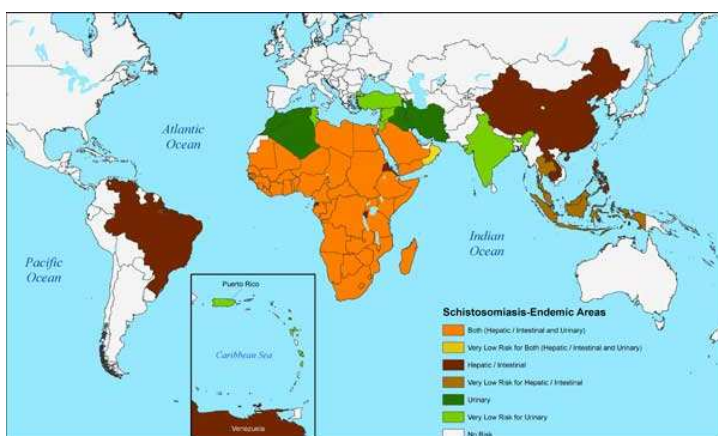 Atlantic
Ocean
Pacific
Ocean
Indian
Ocean
Puerto Rico
Caribbean Sea
Venezuela
Schistosomiasis-Endemic Areas
Both (Hepatic / Intestinal and Urinary)
Very Low Risk for Both (Hepatic / Intestinal and Urinary)
Hepatic / Intestinal
Very Low Risk for Hepatic / Intestinal
Urinary
Very Low Risk for Urinary
No Risk